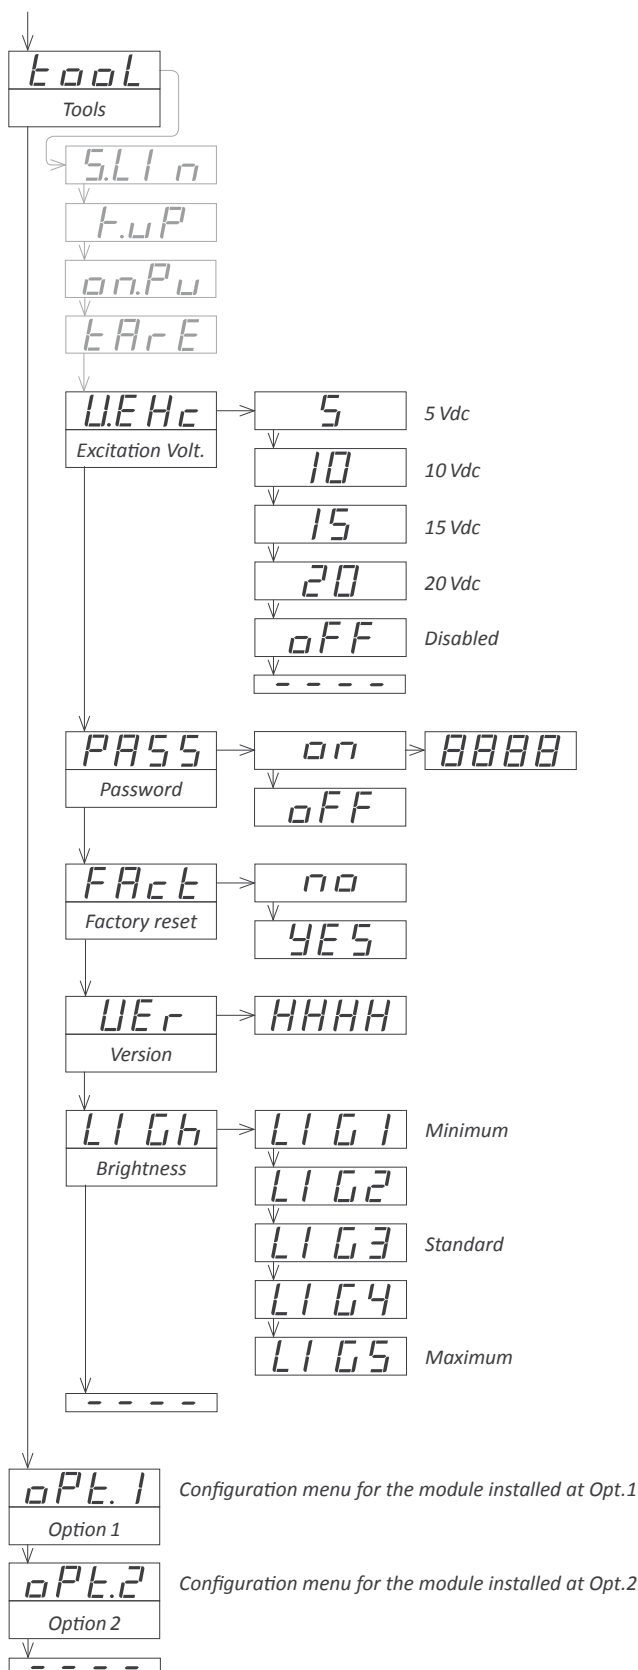 tool
Tools
S.LIn
t.uP
on.Pu
tArE
U.EHc
Excitation Volt.
5 5 Vdc
10 10 Vdc
15 15 Vdc
20 20 Vdc
oFF Disabled
- - - -
PASS on 8888
Password
oFF
FAct no
Factory reset
YES
UEr HHHH
Version
LIGh LIG1 Minimum
Brightness
LIG2
LIG3 Standard
LIG4
LIG5 Maximum
- - - -
oPt.1 Configuration menu for the module installed at Opt.1
Option 1
oPt.2 Configuration menu for the module installed at Opt.2
Option 2
- - - -